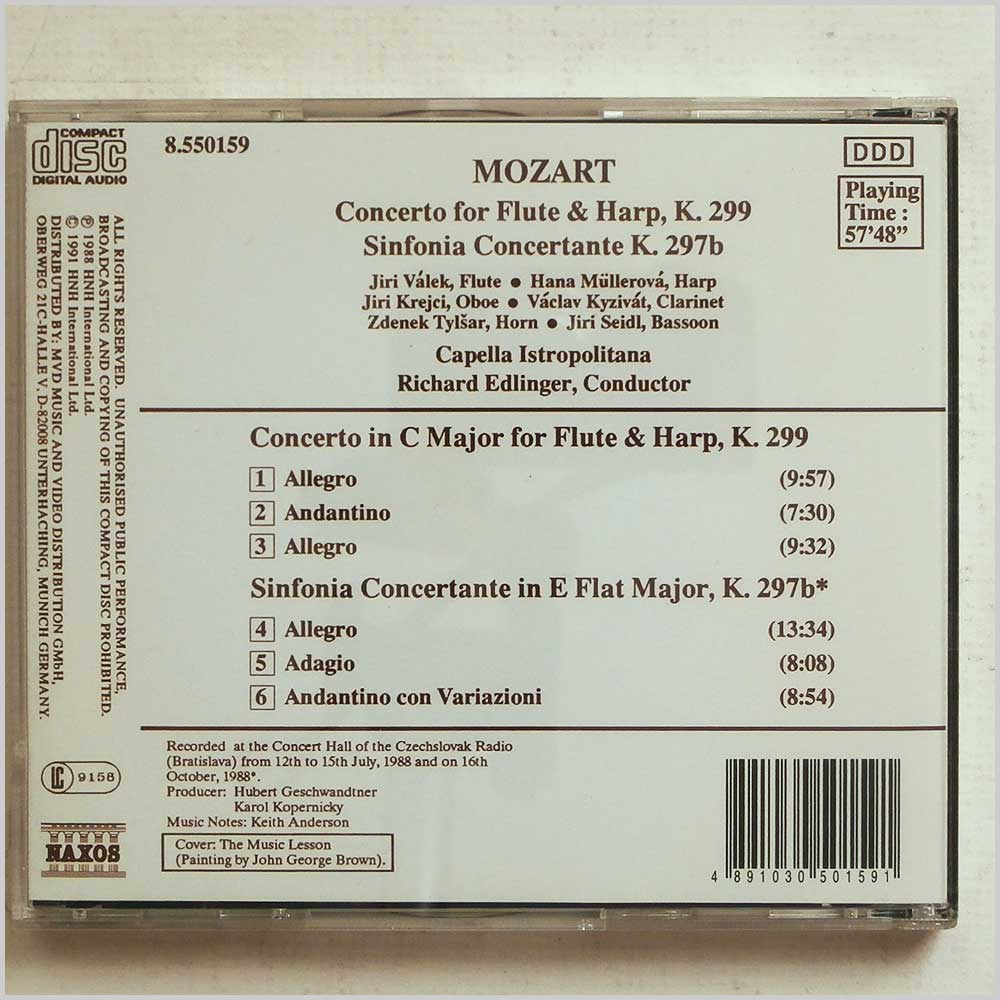 COMPACT
disc
DIGITAL AUDIO
8.550159
DDD
Playing
Time :
57’48”
MOZART
Concerto for Flute & Harp, K. 299
Sinfonia Concertante K. 297b
Jiri Válek, Flute ● Hana Müllerová, Harp
Jiri Krejci, Oboe ● Václav Kyzivát, Clarinet
Zdenek Tylšar, Horn ● Jiri Seidl, Bassoon
Capella Istropolitana
Richard Edlinger, Conductor
Concerto in C Major for Flute & Harp, K. 299
1 Allegro (9:57)
2 Andantino (7:30)
3 Allegro (9:32)
Sinfonia Concertante in E Flat Major, K. 297b*
4 Allegro (13:34)
5 Adagio (8:08)
6 Andantino con Variazioni (8:54)
Recorded at the Concert Hall of the Czechslovak Radio
(Bratislava) from 12th to 15th July, 1988 and on 16th
October, 1988*.
Producer: Hubert Geschwandtner
Karol Kopernicky
Music Notes: Keith Anderson
Cover: The Music Lesson
(Painting by John George Brown).
4 891030 501591
ALL RIGHTS RESERVED. UNAUTHORISED PUBLIC PERFORMANCE,
BROADCASTING AND COPYING OF THIS COMPACT DISC PROHIBITED.
℗ 1988 HNH International Ltd.
© 1991 HNH International Ltd.
DISTRIBUTED BY: MVD MUSIC AND VIDEO DISTRIBUTION GmbH,
OBERWEG 21C-HALLE V, D-82008 UNTERHACHING, MUNICH GERMANY.
LC 9158
NAXOS